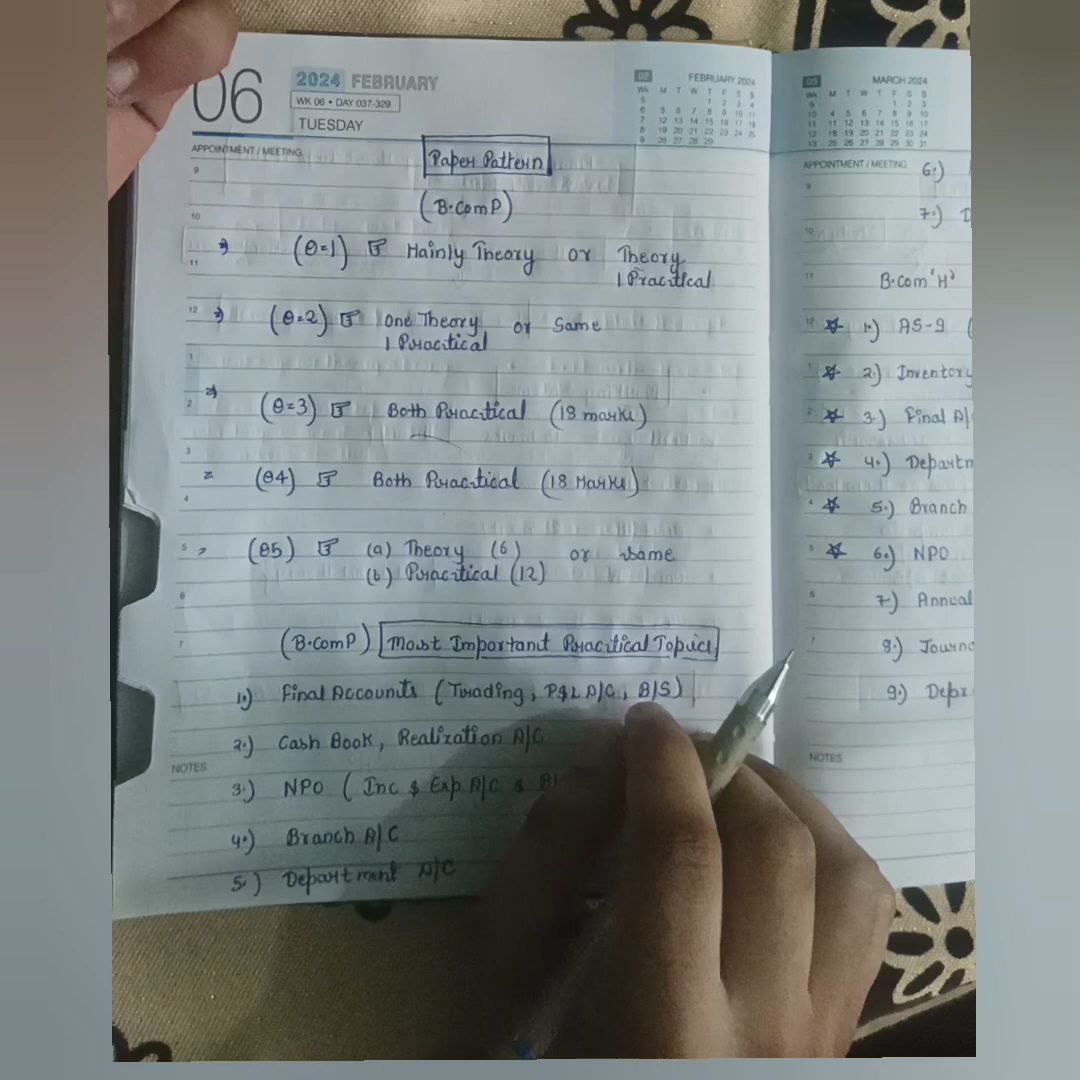 06
2024 FEBRUARY
WK 06 • DAY 037-329
TUESDAY
FEBRUARY 2024
APPOINTMENT / MEETING
Paper Pattern
(B.ComP)
(Q=1) ☞ Mainly Theory or Theory
1 Practical
(Q=2) ☞ One Theory or Same
1 Practical
(Q=3) ☞ Both Practical (18 marks)
(Q4) ☞ Both Practical (18 Marks)
(Q5) ☞ (a) Theory (6) or same
(b) Practical (12)
(B.ComP) Most Important Practical Topics
1.) Final Accounts (Trading, P&L A/C, B/S)
2.) Cash Book, Realization A/C
NOTES
3.) NPO ( Inc & Exp A/C &
4.) Branch A/C
5.) Department A/C
MARCH 2024
APPOINTMENT / MEETING
6.)
7.)
B.com 'H'
1.) AS-9 (
2.) Inventory
3.) Final A/
4.) Departm
5.) Branch
6.) NPO
7.) Annual
8.) Journa
9.) Depr
NOTES